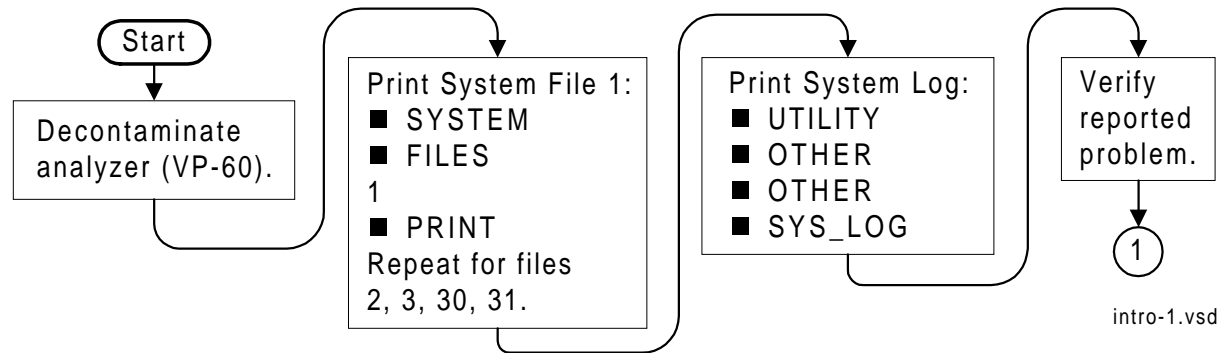 Start
Decontaminate
analyzer (VP-60).
Print System File 1:
■ SYSTEM
■ FILES
1
■ PRINT
Repeat for files
2, 3, 30, 31.
Print System Log:
■ UTILITY
■ OTHER
■ OTHER
■ SYS_LOG
Verify
reported
problem.
1
intro-1.vsd